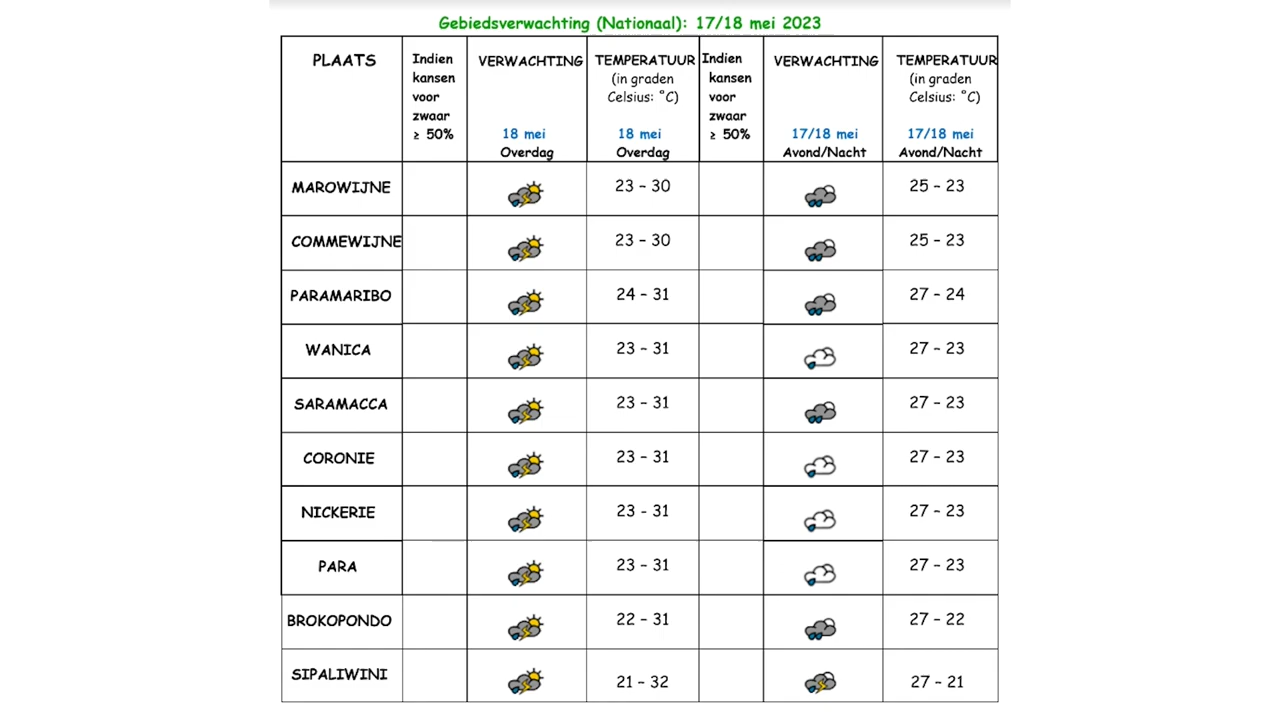 Gebiedsverwachting (Nationaal): 17/18 mei 2023
PLAATS
Indien kansen voor zwaar ≥ 50%
VERWACHTING 18 mei Overdag
TEMPERATUUR (in graden Celsius: ˚C) 18 mei Overdag
Indien kansen voor zwaar ≥ 50%
VERWACHTING 17/18 mei Avond/Nacht
TEMPERATUUR (in graden Celsius: ˚C) 17/18 mei Avond/Nacht
MAROWIJNE 23 – 30 25 – 23
COMMEWIJNE 23 – 30 25 – 23
PARAMARIBO 24 – 31 27 – 24
WANICA 23 – 31 27 – 23
SARAMACCA 23 – 31 27 – 23
CORONIE 23 – 31 27 – 23
NICKERIE 23 – 31 27 – 23
PARA 23 – 31 27 – 23
BROKOPONDO 22 – 31 27 – 22
SIPALIWINI 21 – 32 27 – 21